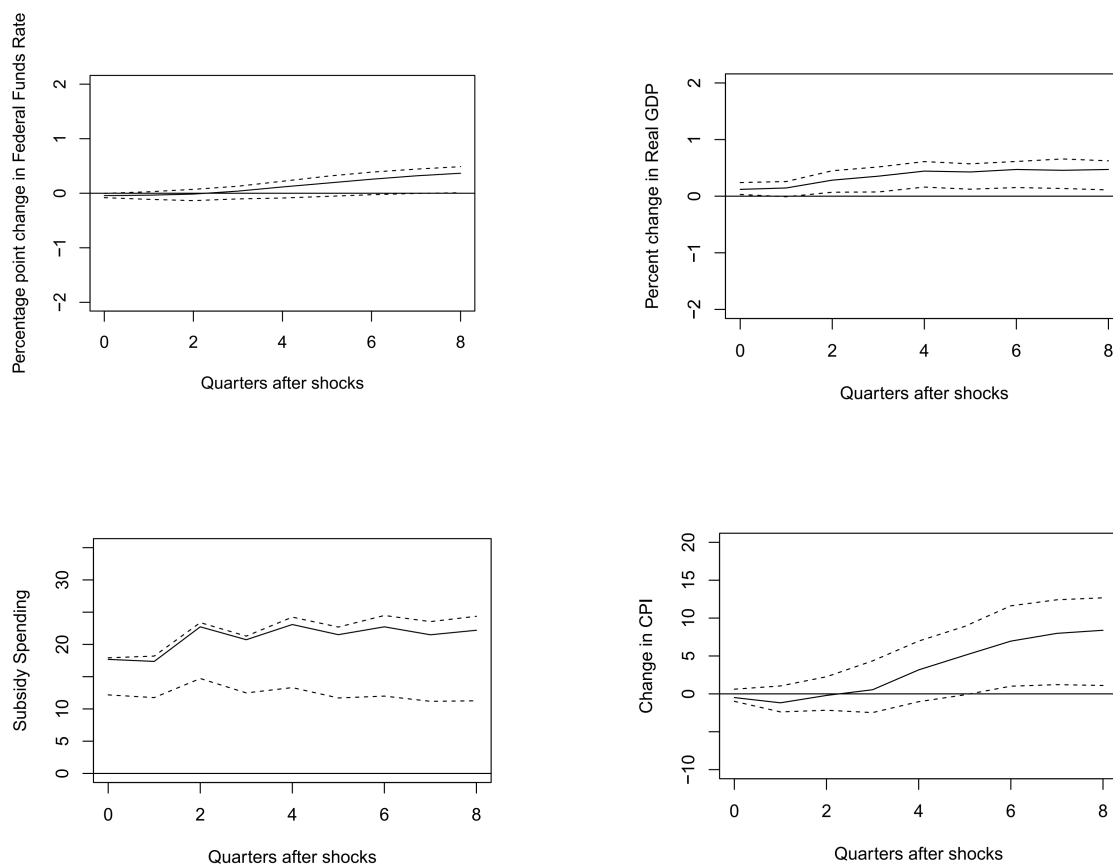 Percentage point change in Federal Funds Rate
2
1
0
−1
−2
0 2 4 6 8
Quarters after shocks
Percent change in Real GDP
2
1
0
−1
−2
0 2 4 6 8
Quarters after shocks
Subsidy Spending
30
20
10
5
0
0 2 4 6 8
Quarters after shocks
Change in CPI
20
15
10
5
0
−10
0 2 4 6 8
Quarters after shocks